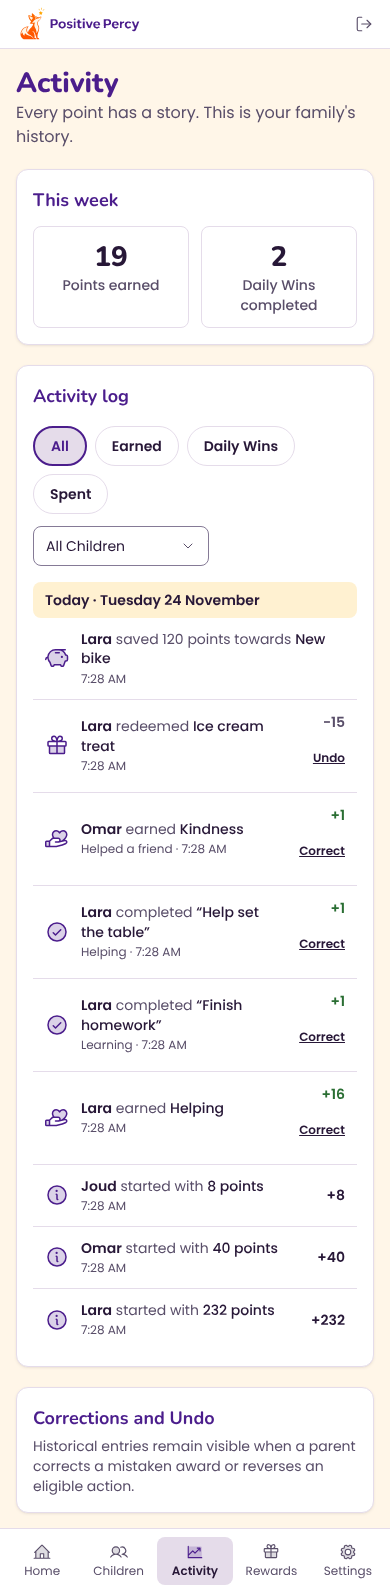 Positive Percy
Activity
Every point has a story. This is your family's
history.
This week
19
Points earned
2
Daily Wins
completed
Activity log
All
Earned
Daily Wins
Spent
All Children
Today · Tuesday 24 November
Lara saved 120 points towards New
bike
7:28 AM
Lara redeemed Ice cream
treat
7:28 AM
-15
Undo
Omar earned Kindness
Helped a friend · 7:28 AM
+1
Correct
Lara completed “Help set
the table”
Helping · 7:28 AM
+1
Correct
Lara completed “Finish
homework”
Learning · 7:28 AM
+1
Correct
Lara earned Helping
7:28 AM
+16
Correct
Joud started with 8 points
7:28 AM
+8
Omar started with 40 points
7:28 AM
+40
Lara started with 232 points
7:28 AM
+232
Corrections and Undo
Historical entries remain visible when a parent
corrects a mistaken award or reverses an
eligible action.
Home
Children
Activity
Rewards
Settings